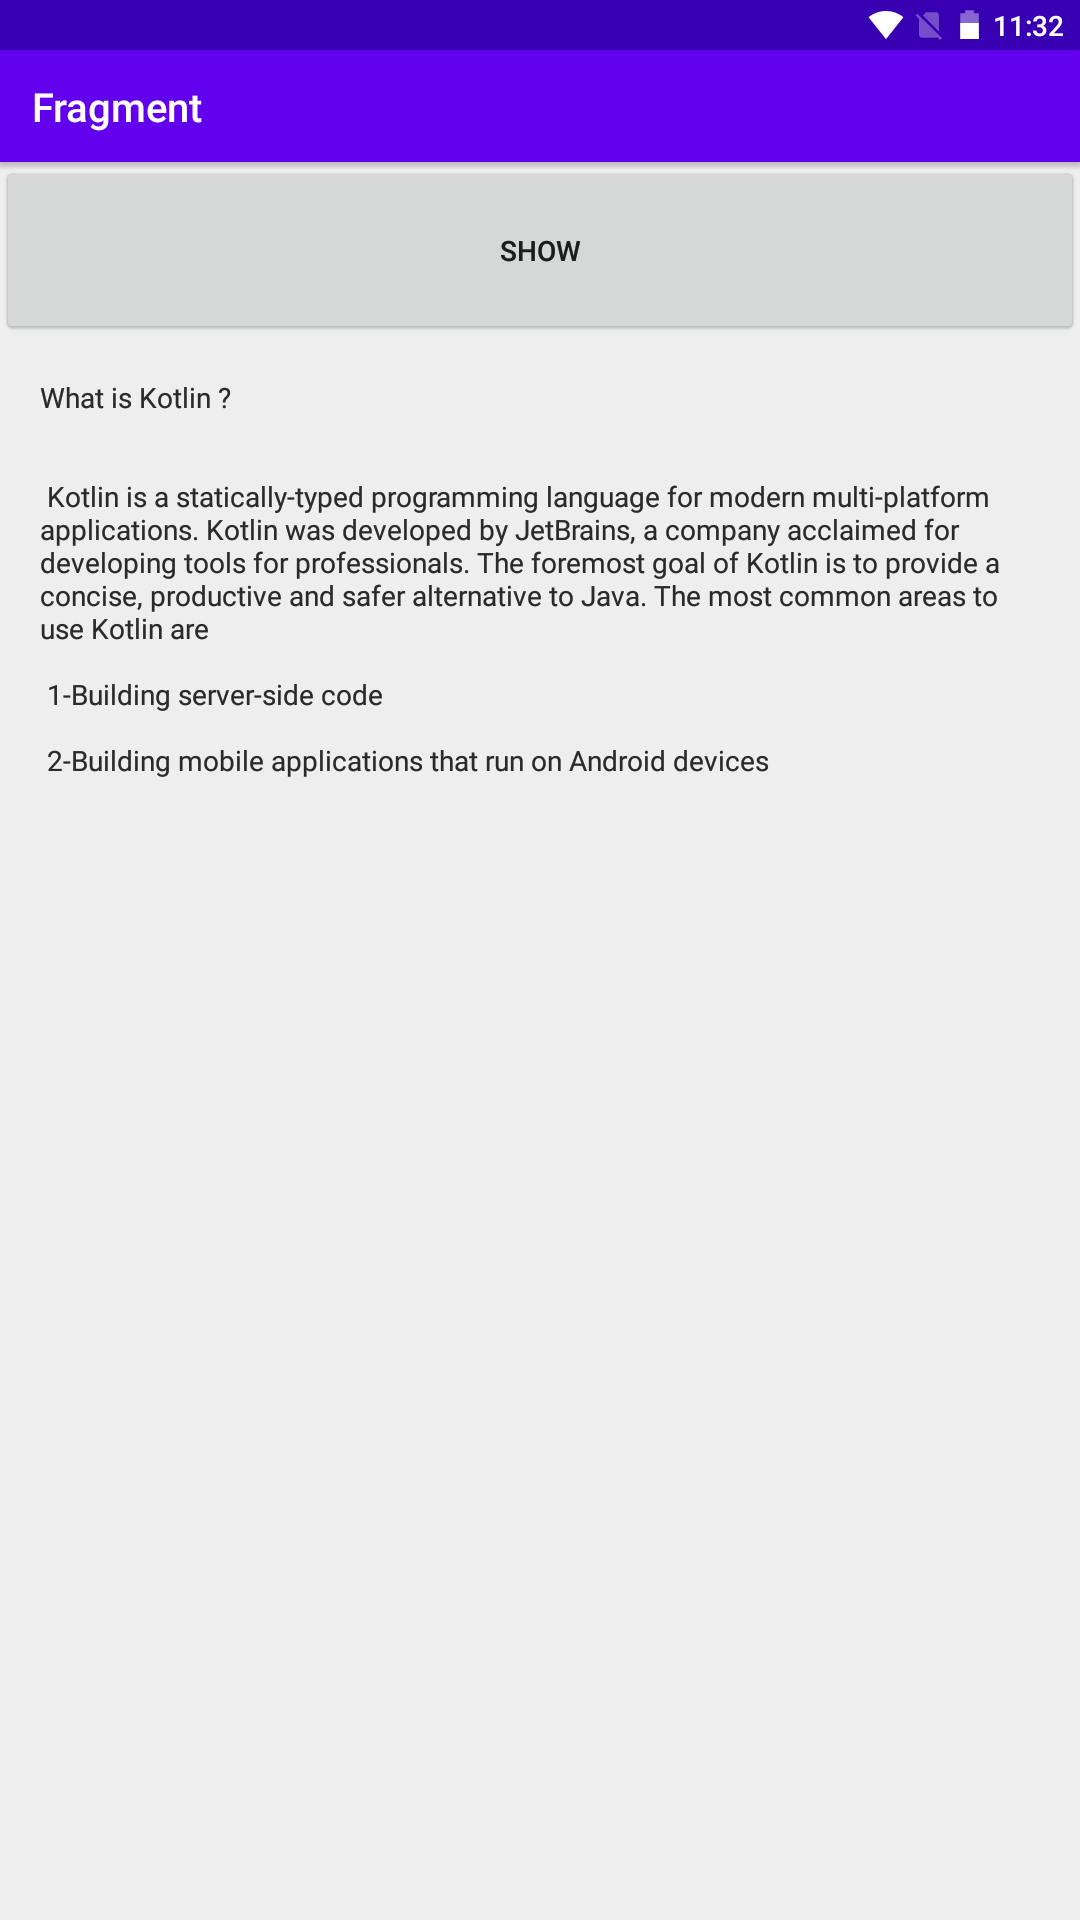 11:32
Fragment
SHOW
What is Kotlin ?
Kotlin is a statically-typed programming language for modern multi-platform
applications. Kotlin was developed by JetBrains, a company acclaimed for
developing tools for professionals. The foremost goal of Kotlin is to provide a
concise, productive and safer alternative to Java. The most common areas to
use Kotlin are
1-Building server-side code
2-Building mobile applications that run on Android devices